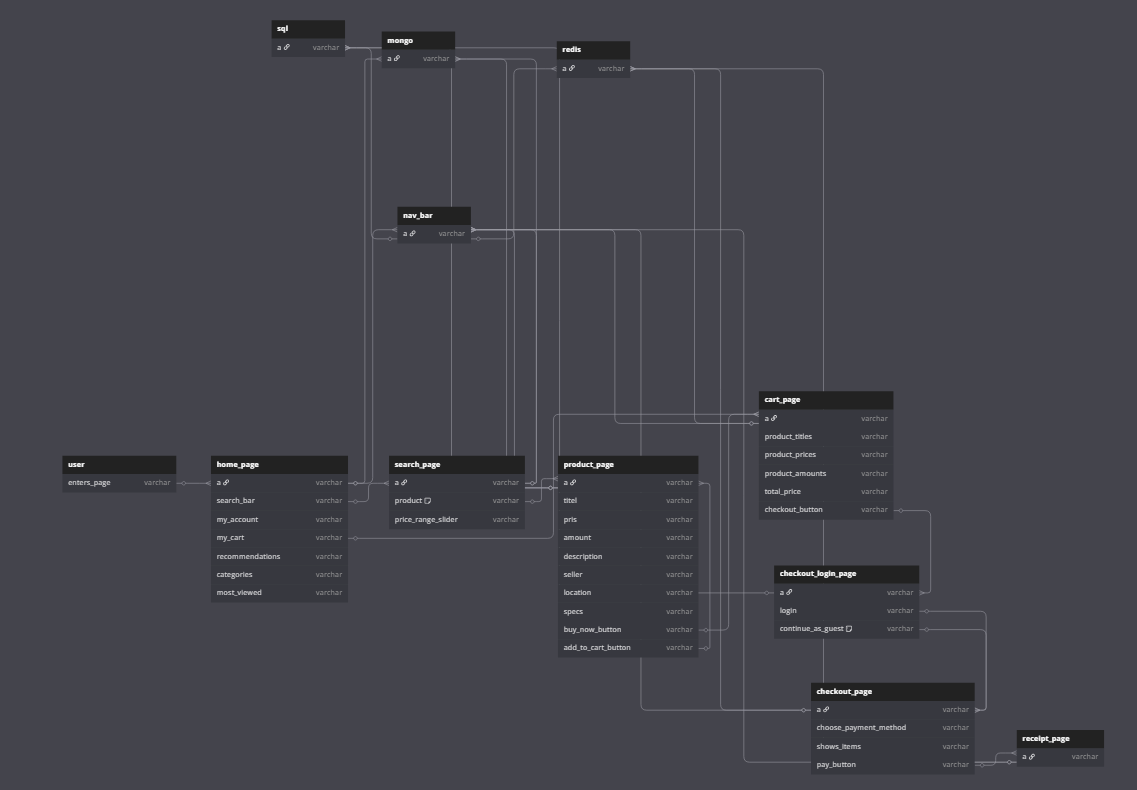 sql
a varchar
mongo
a varchar
redis
a varchar
nav_bar
a varchar
cart_page
a varchar
product_titles varchar
product_prices varchar
product_amounts varchar
total_price varchar
checkout_button varchar
user
enters_page varchar
home_page
a varchar
search_bar varchar
my_account varchar
my_cart varchar
recommendations varchar
categories varchar
most_viewed varchar
search_page
a varchar
product varchar
price_range_slider varchar
product_page
a varchar
titel varchar
pris varchar
amount varchar
description varchar
seller varchar
location varchar
specs varchar
buy_now_button varchar
add_to_cart_button varchar
checkout_login_page
a varchar
login varchar
continue_as_guest varchar
checkout_page
a varchar
choose_payment_method varchar
shows_items varchar
pay_button varchar
receipt_page
a varchar